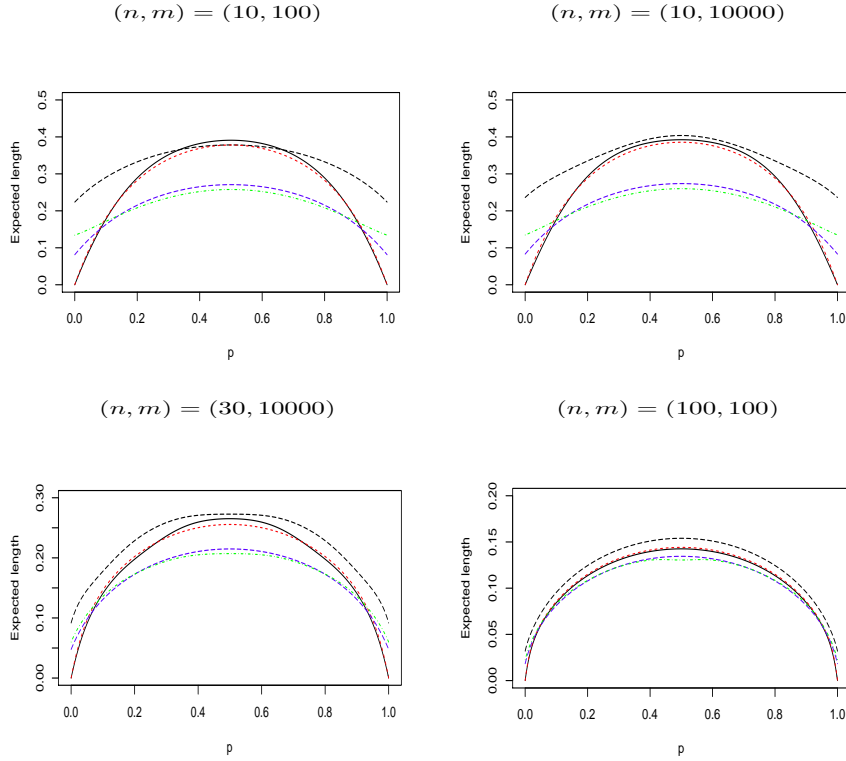 (n, m) = (10, 100)
(n, m) = (10, 10000)
Expected length
0.0 0.1 0.2 0.3 0.4 0.5
0.0 0.2 0.4 0.6 0.8 1.0
p
Expected length
0.0 0.1 0.2 0.3 0.4 0.5
0.0 0.2 0.4 0.6 0.8 1.0
p
(n, m) = (30, 10000)
(n, m) = (100, 100)
Expected length
0.00 0.10 0.20 0.30
0.0 0.2 0.4 0.6 0.8 1.0
p
Expected length
0.00 0.05 0.10 0.15 0.20
0.0 0.2 0.4 0.6 0.8 1.0
p